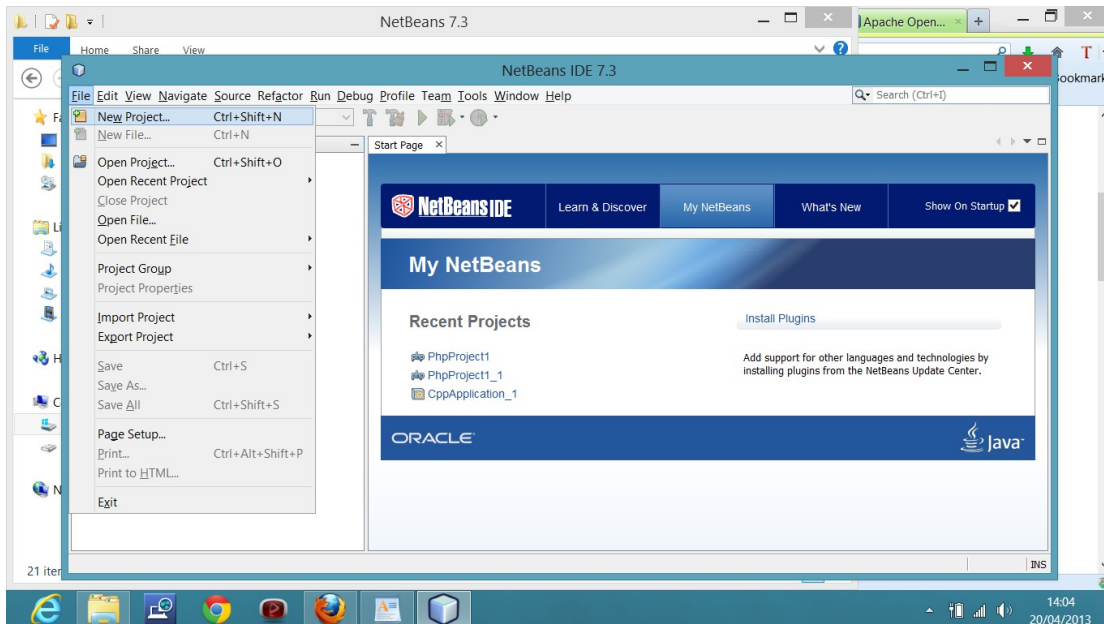 NetBeans 7.3
Apache Open...
File Home Share View
NetBeans IDE 7.3
File Edit View Navigate Source Refactor Run Debug Profile Team Tools Window Help
Search (Ctrl+I)
New Project... Ctrl+Shift+N
New File... Ctrl+N
Open Project... Ctrl+Shift+O
Open Recent Project
Close Project
Open File...
Open Recent File
Project Group
Project Properties
Import Project
Export Project
Save Ctrl+S
Save As...
Save All Ctrl+Shift+S
Page Setup...
Print... Ctrl+Alt+Shift+P
Print to HTML...
Exit
Start Page
NetBeans IDE
Learn & Discover
My NetBeans
What's New
Show On Startup
My NetBeans
Recent Projects
PhpProject1
PhpProject1_1
CppApplication_1
Install Plugins
Add support for other languages and technologies by
installing plugins from the NetBeans Update Center.
ORACLE
Java
INS
21 iter
14:04
20/04/2013